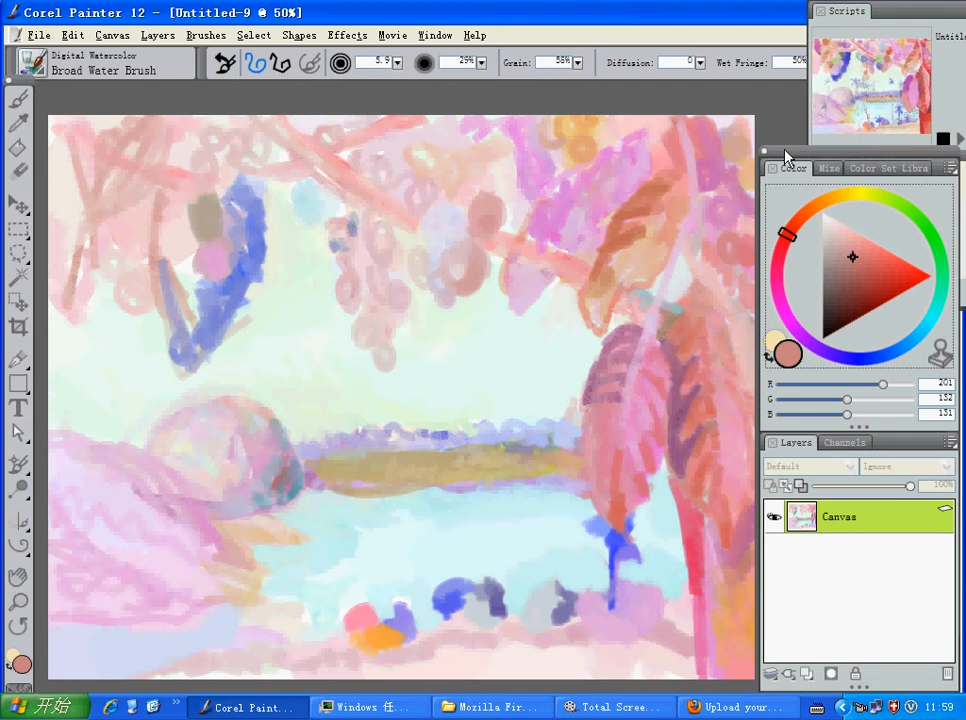 Corel Painter 12 - [Untitled-9 @ 50%]
File Edit Canvas Layers Brushes Select Shapes Effects Movie Window Help
Digital Watercolor
Broad Water Brush
5.9 29% Grain: 58% Diffusion: 0 Wet Fringe: 50%
Scripts
Color Mixe Color Set Libra
R 201
G 132
B 131
Layers Channels
Default Ignore
100%
Canvas
T
开始
Corel Paint...
Windows 任...
Mozilla Fir...
Total Scree...
Upload your...
11:59